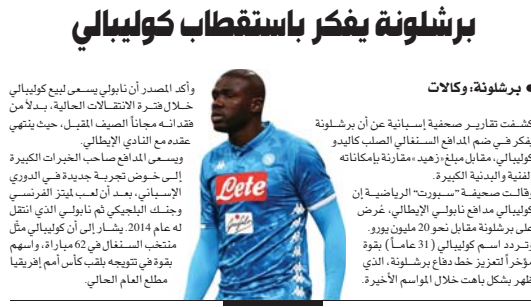 برشلونة يفكر باستقطاب كوليبالي
● برشلونة، وكالات
كشفت تقارير صحفية إسبانية عن أن برشلونة
يفكر في ضم المدافع السنغالي الصلب كاليدو
كوليبالي، مقابل مبلغ «زهيد» مقارنة بإمكاناته
الفنية والبدنية الكبيرة.
وقالت صحيفة "سبورت" الرياضية إن
كوليبالي مدافع نابولي الإيطالي، عُرض
على برشلونة مقابل نحو 20 مليون يورو.
وتردد اسم كوليبالي (31 عاماً) بقوة
مؤخراً لتعزيز خط دفاع برشلونة، الذي
ظهر بشكل باهت خلال المواسم الأخيرة.
وأكد المصدر أن نابولي يسعى لبيع كوليبالي
خلال فترة الانتقالات الحالية، بدلاً من
فقدانه مجاناً الصيف المقبل، حيث ينتهي
عقده مع النادي الإيطالي.
ويسعى المدافع صاحب الخبرات الكبيرة
إلى خوض تجربة جديدة في الدوري
الإسباني، بعد أن لعب لميتز الفرنسي
وجنك البلجيكي ثم نابولي الذي انتقل
له عام 2014. يشار إلى أن كوليبالي مثّل
منتخب السنغال في 62 مباراة، واسهم
بقوة في تتويجه بلقب كأس أمم إفريقيا
مطلع العام الحالي.
Lete